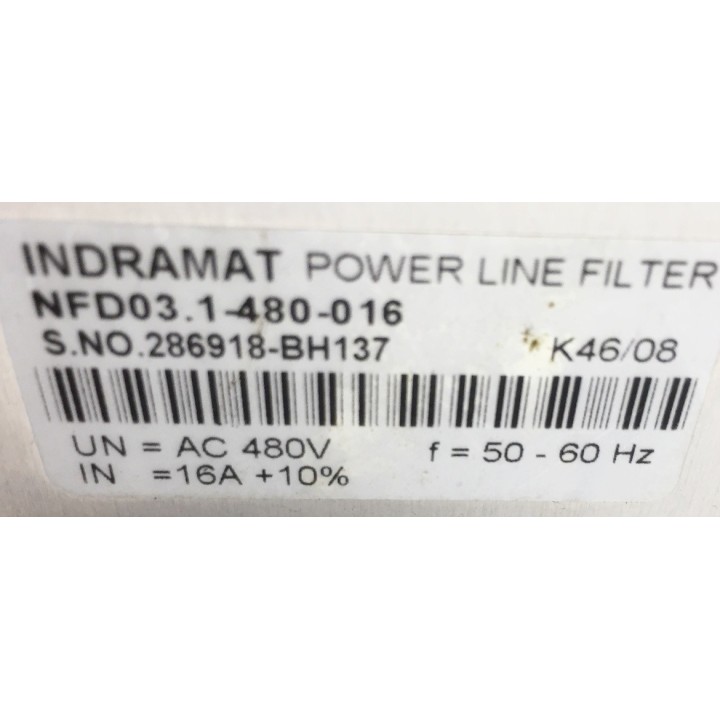 INDRAMAT POWER LINE FILTER
NFD03.1-480-016
S.NO.286918-BH137 K46/08
UN = AC 480V f = 50 - 60 Hz
IN =16A +10%